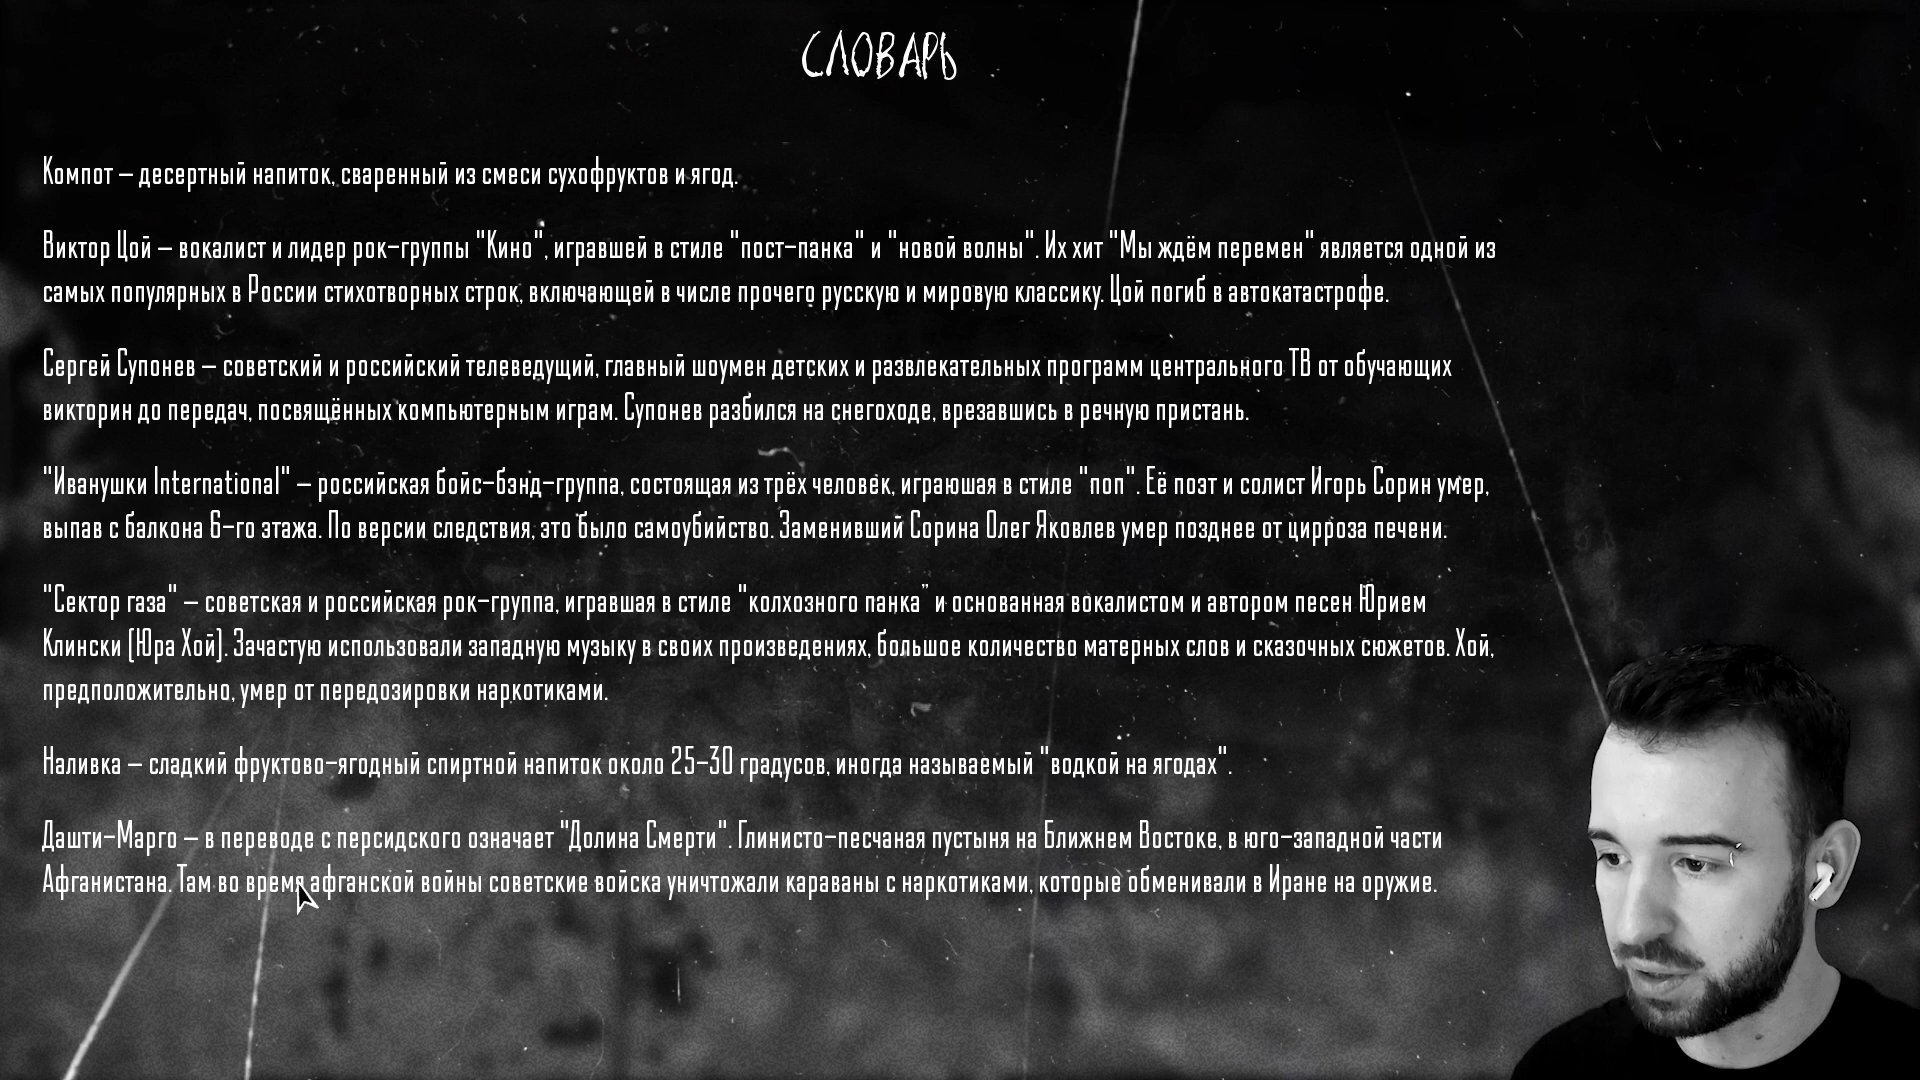 СЛОВАРЬ
Компот – десертный напиток, сваренный из смеси сухофруктов и ягод.
Виктор Цой – вокалист и лидер рок-группы "Кино", игравшей в стиле "пост-панка" и "новой волны". Их хит "Мы ждём перемен" является одной из
самых популярных в России стихотворных строк, включающей в числе прочего русскую и мировую классику. Цой погиб в автокатастрофе.
Сергей Супонев – советский и российский телеведущий, главный шоумен детских и развлекательных программ центрального ТВ от обучающих
викторин до передач, посвящённых компьютерным играм. Супонев разбился на снегоходе, врезавшись в речную пристань.
"Иванушки International" – российская бойс-бэнд-группа, состоящая из трёх человек, играюшая в стиле "поп". Её поэт и солист Игорь Сорин умер,
выпав с балкона 6-го этажа. По версии следствия, это было самоубийство. Заменивший Сорина Олег Яковлев умер позднее от цирроза печени.
"Сектор газа" – советская и российская рок-группа, игравшая в стиле "колхозного панка” и основанная вокалистом и автором песен Юрием
Клински (Юра Хой). Зачастую использовали западную музыку в своих произведениях, большое количество матерных слов и сказочных сюжетов. Хой,
предположительно, умер от передозировки наркотиками.
Наливка – сладкий фруктово-ягодный спиртной напиток около 25-30 градусов, иногда называемый "водкой на ягодах".
Дашти-Марго – в переводе с персидского означает "Долина Смерти". Глинисто-песчаная пустыня на Ближнем Востоке, в юго-западной части
Афганистана. Там во время афганской войны советские войска уничтожали караваны с наркотиками, которые обменивали в Иране на оружие.